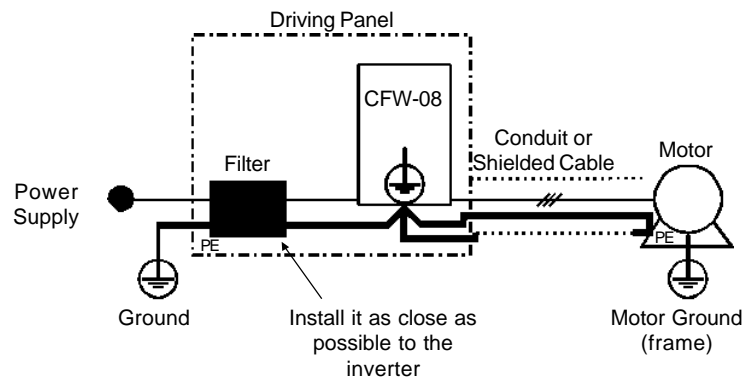 Driving Panel
CFW-08
Conduit or
Shielded Cable
Motor
Filter
Power
Supply
PE
PE
Ground
Install it as close as
possible to the
inverter
Motor Ground
(frame)